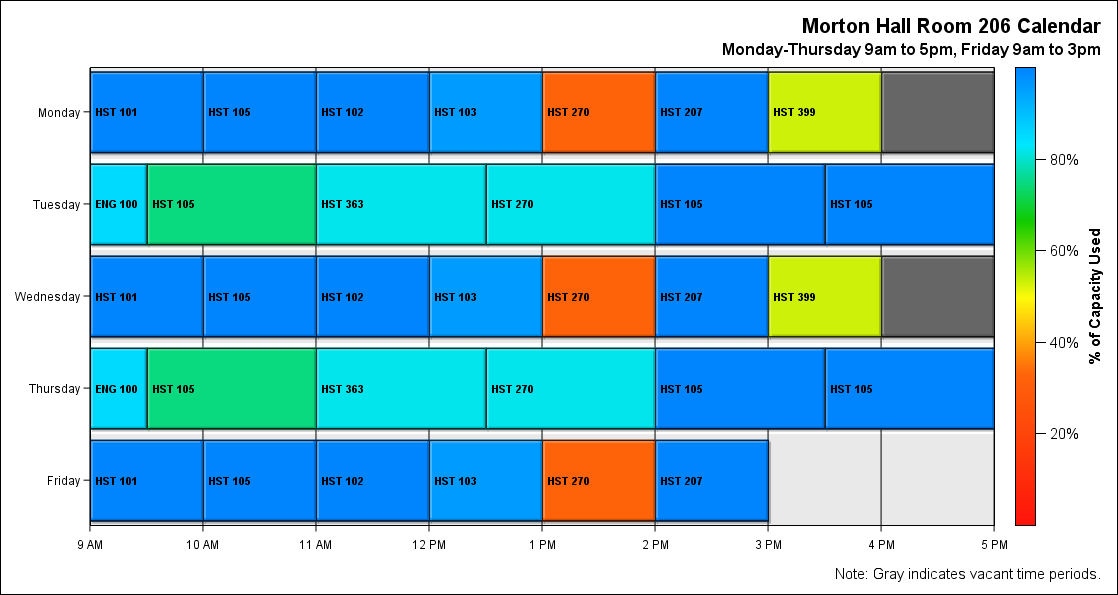 Morton Hall Room 206 Calendar
Monday-Thursday 9am to 5pm, Friday 9am to 3pm
Monday HST 101 HST 105 HST 102 HST 103 HST 270 HST 207 HST 399
Tuesday ENG 100 HST 105 HST 363 HST 270 HST 105 HST 105
Wednesday HST 101 HST 105 HST 102 HST 103 HST 270 HST 207 HST 399
Thursday ENG 100 HST 105 HST 363 HST 270 HST 105 HST 105
Friday HST 101 HST 105 HST 102 HST 103 HST 270 HST 207
9 AM 10 AM 11 AM 12 PM 1 PM 2 PM 3 PM 4 PM 5 PM
80%
60%
40%
20%
% of Capacity Used
Note: Gray indicates vacant time periods.